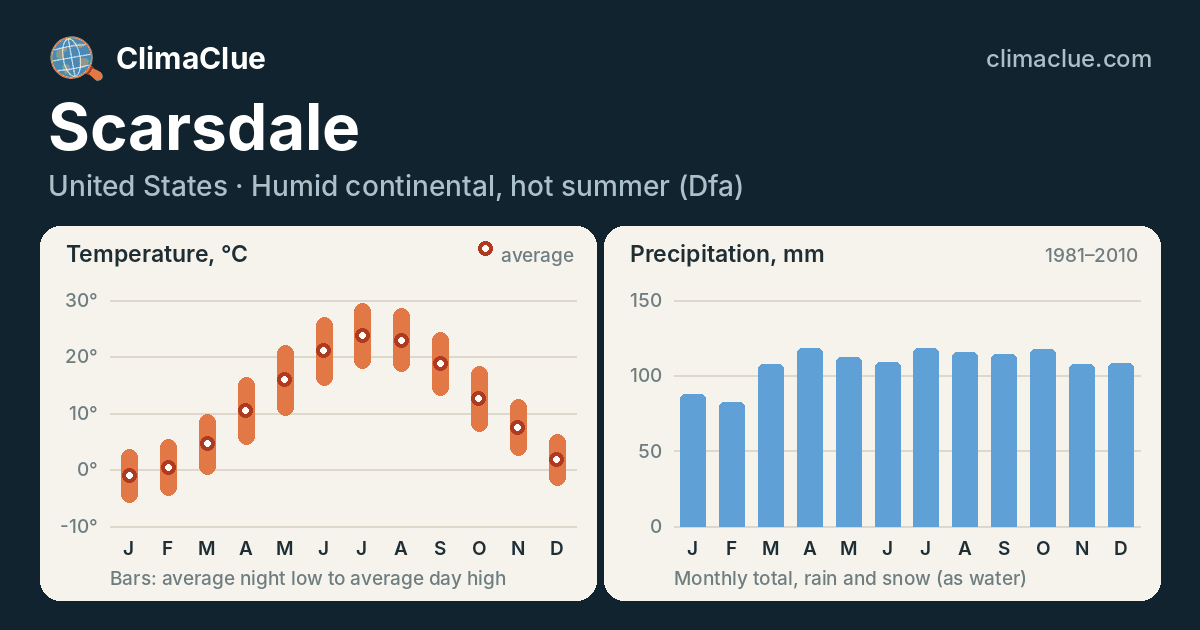 ClimaClue
climaclue.com
Scarsdale
United States · Humid continental, hot summer (Dfa)
Temperature, °C
average
30°
20°
10°
0°
-10°
J F M A M J J A S O N D
Bars: average night low to average day high
Precipitation, mm
1981–2010
150
100
50
0
J F M A M J J A S O N D
Monthly total, rain and snow (as water)